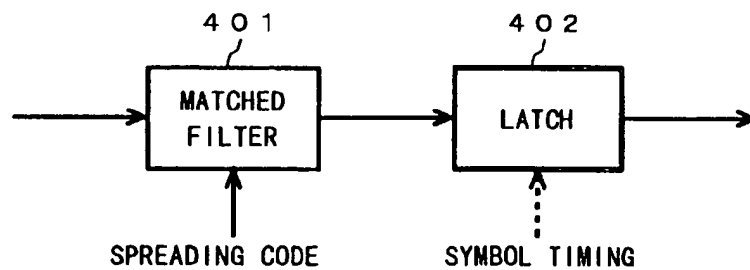 401
402
MATCHED
FILTER
LATCH
SPREADING CODE
SYMBOL TIMING